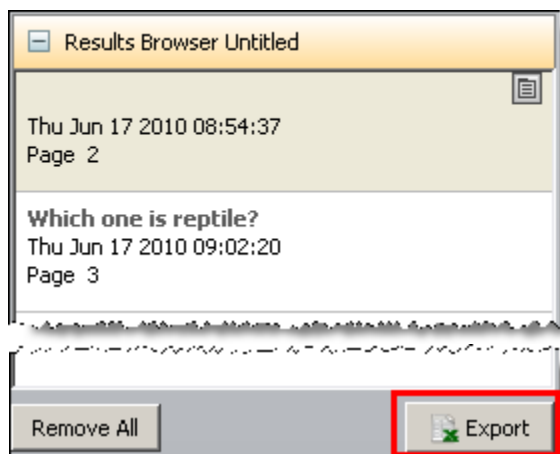 Results Browser Untitled
Thu Jun 17 2010 08:54:37
Page 2
Which one is reptile?
Thu Jun 17 2010 09:02:20
Page 3
Remove All
Export